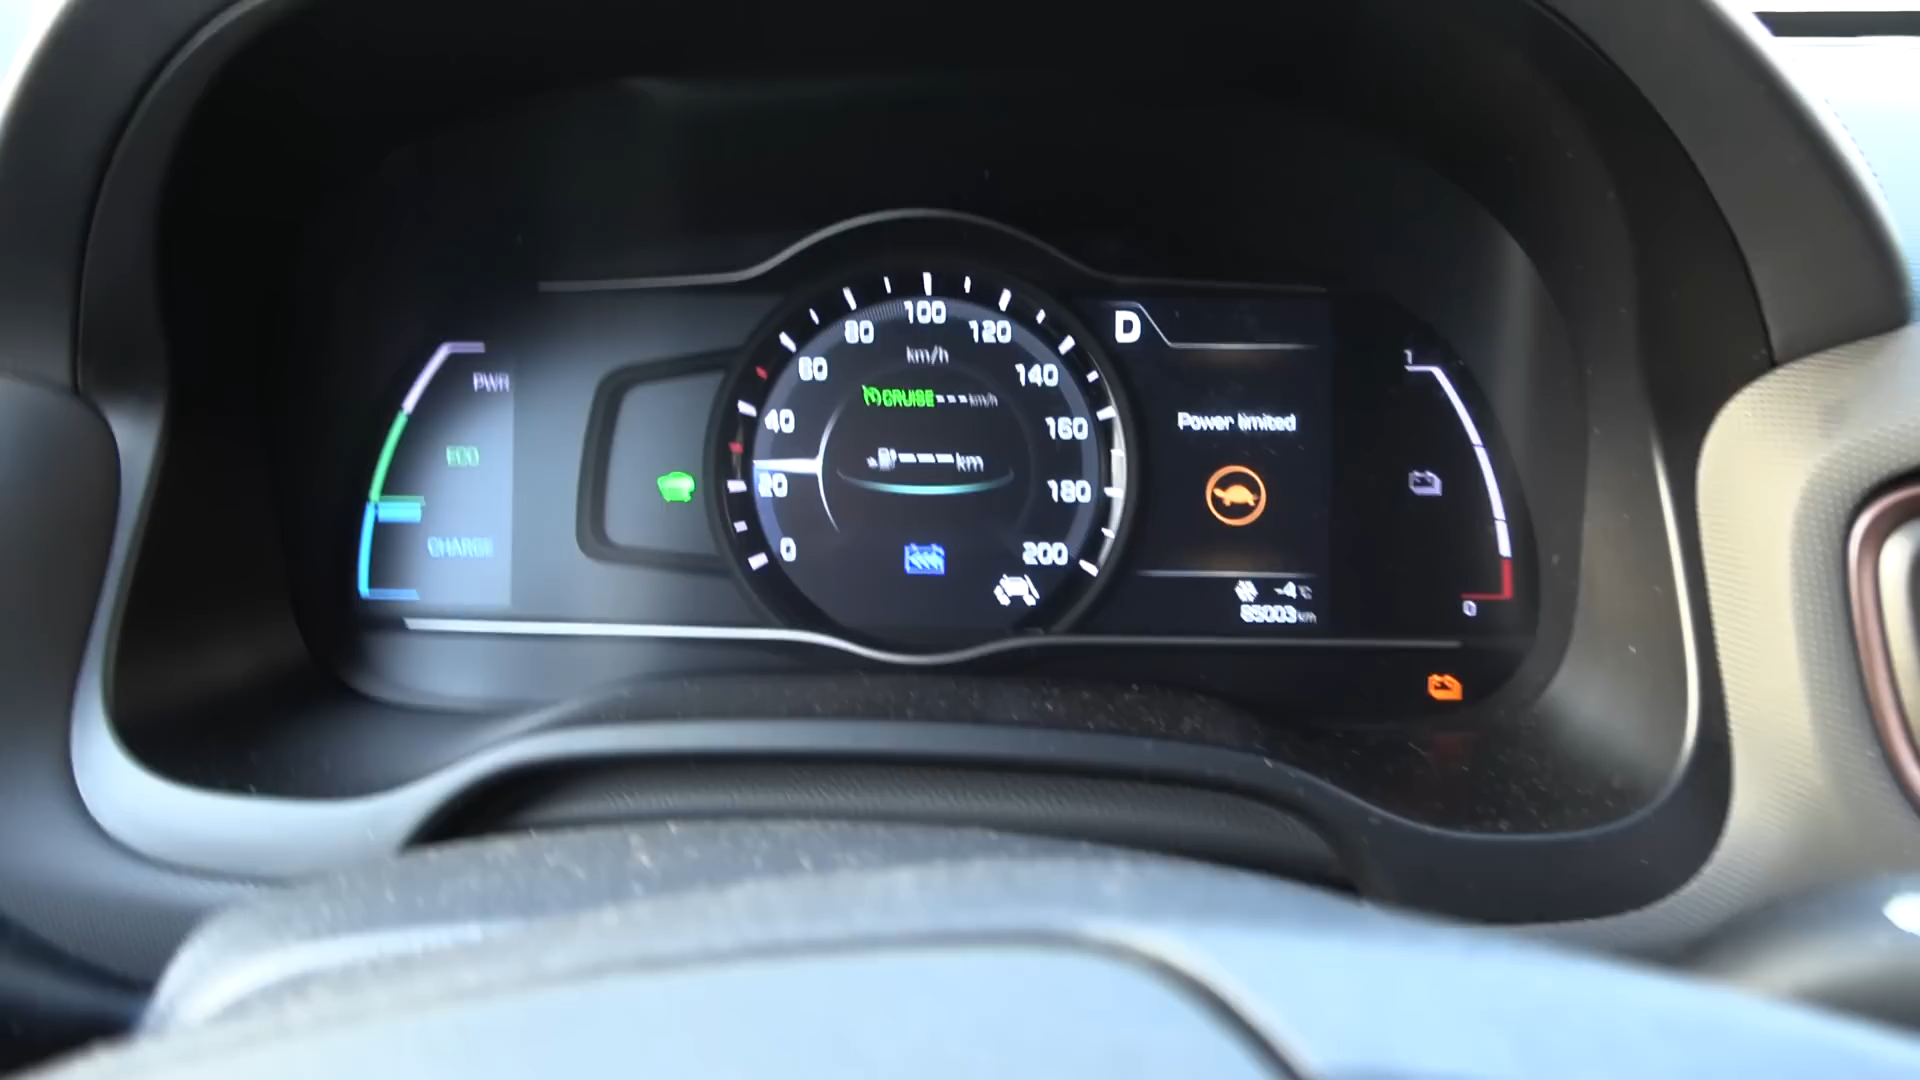 PWR
ECO
CHARGE
0
20
40
60
80
100
120
140
160
180
200
km/h
CRUISE --- km/h
--- km
D
Power limited
-4°C
85003 km
1
0